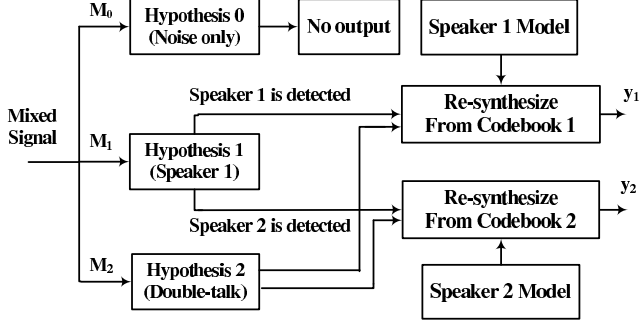 M₀
Hypothesis 0
(Noise only)
No output
Speaker 1 Model
Mixed
Signal
Speaker 1 is detected
Re-synthesize
From Codebook 1
y₁
M₁
Hypothesis 1
(Speaker 1)
Speaker 2 is detected
Re-synthesize
From Codebook 2
y₂
M₂
Hypothesis 2
(Double-talk)
Speaker 2 Model